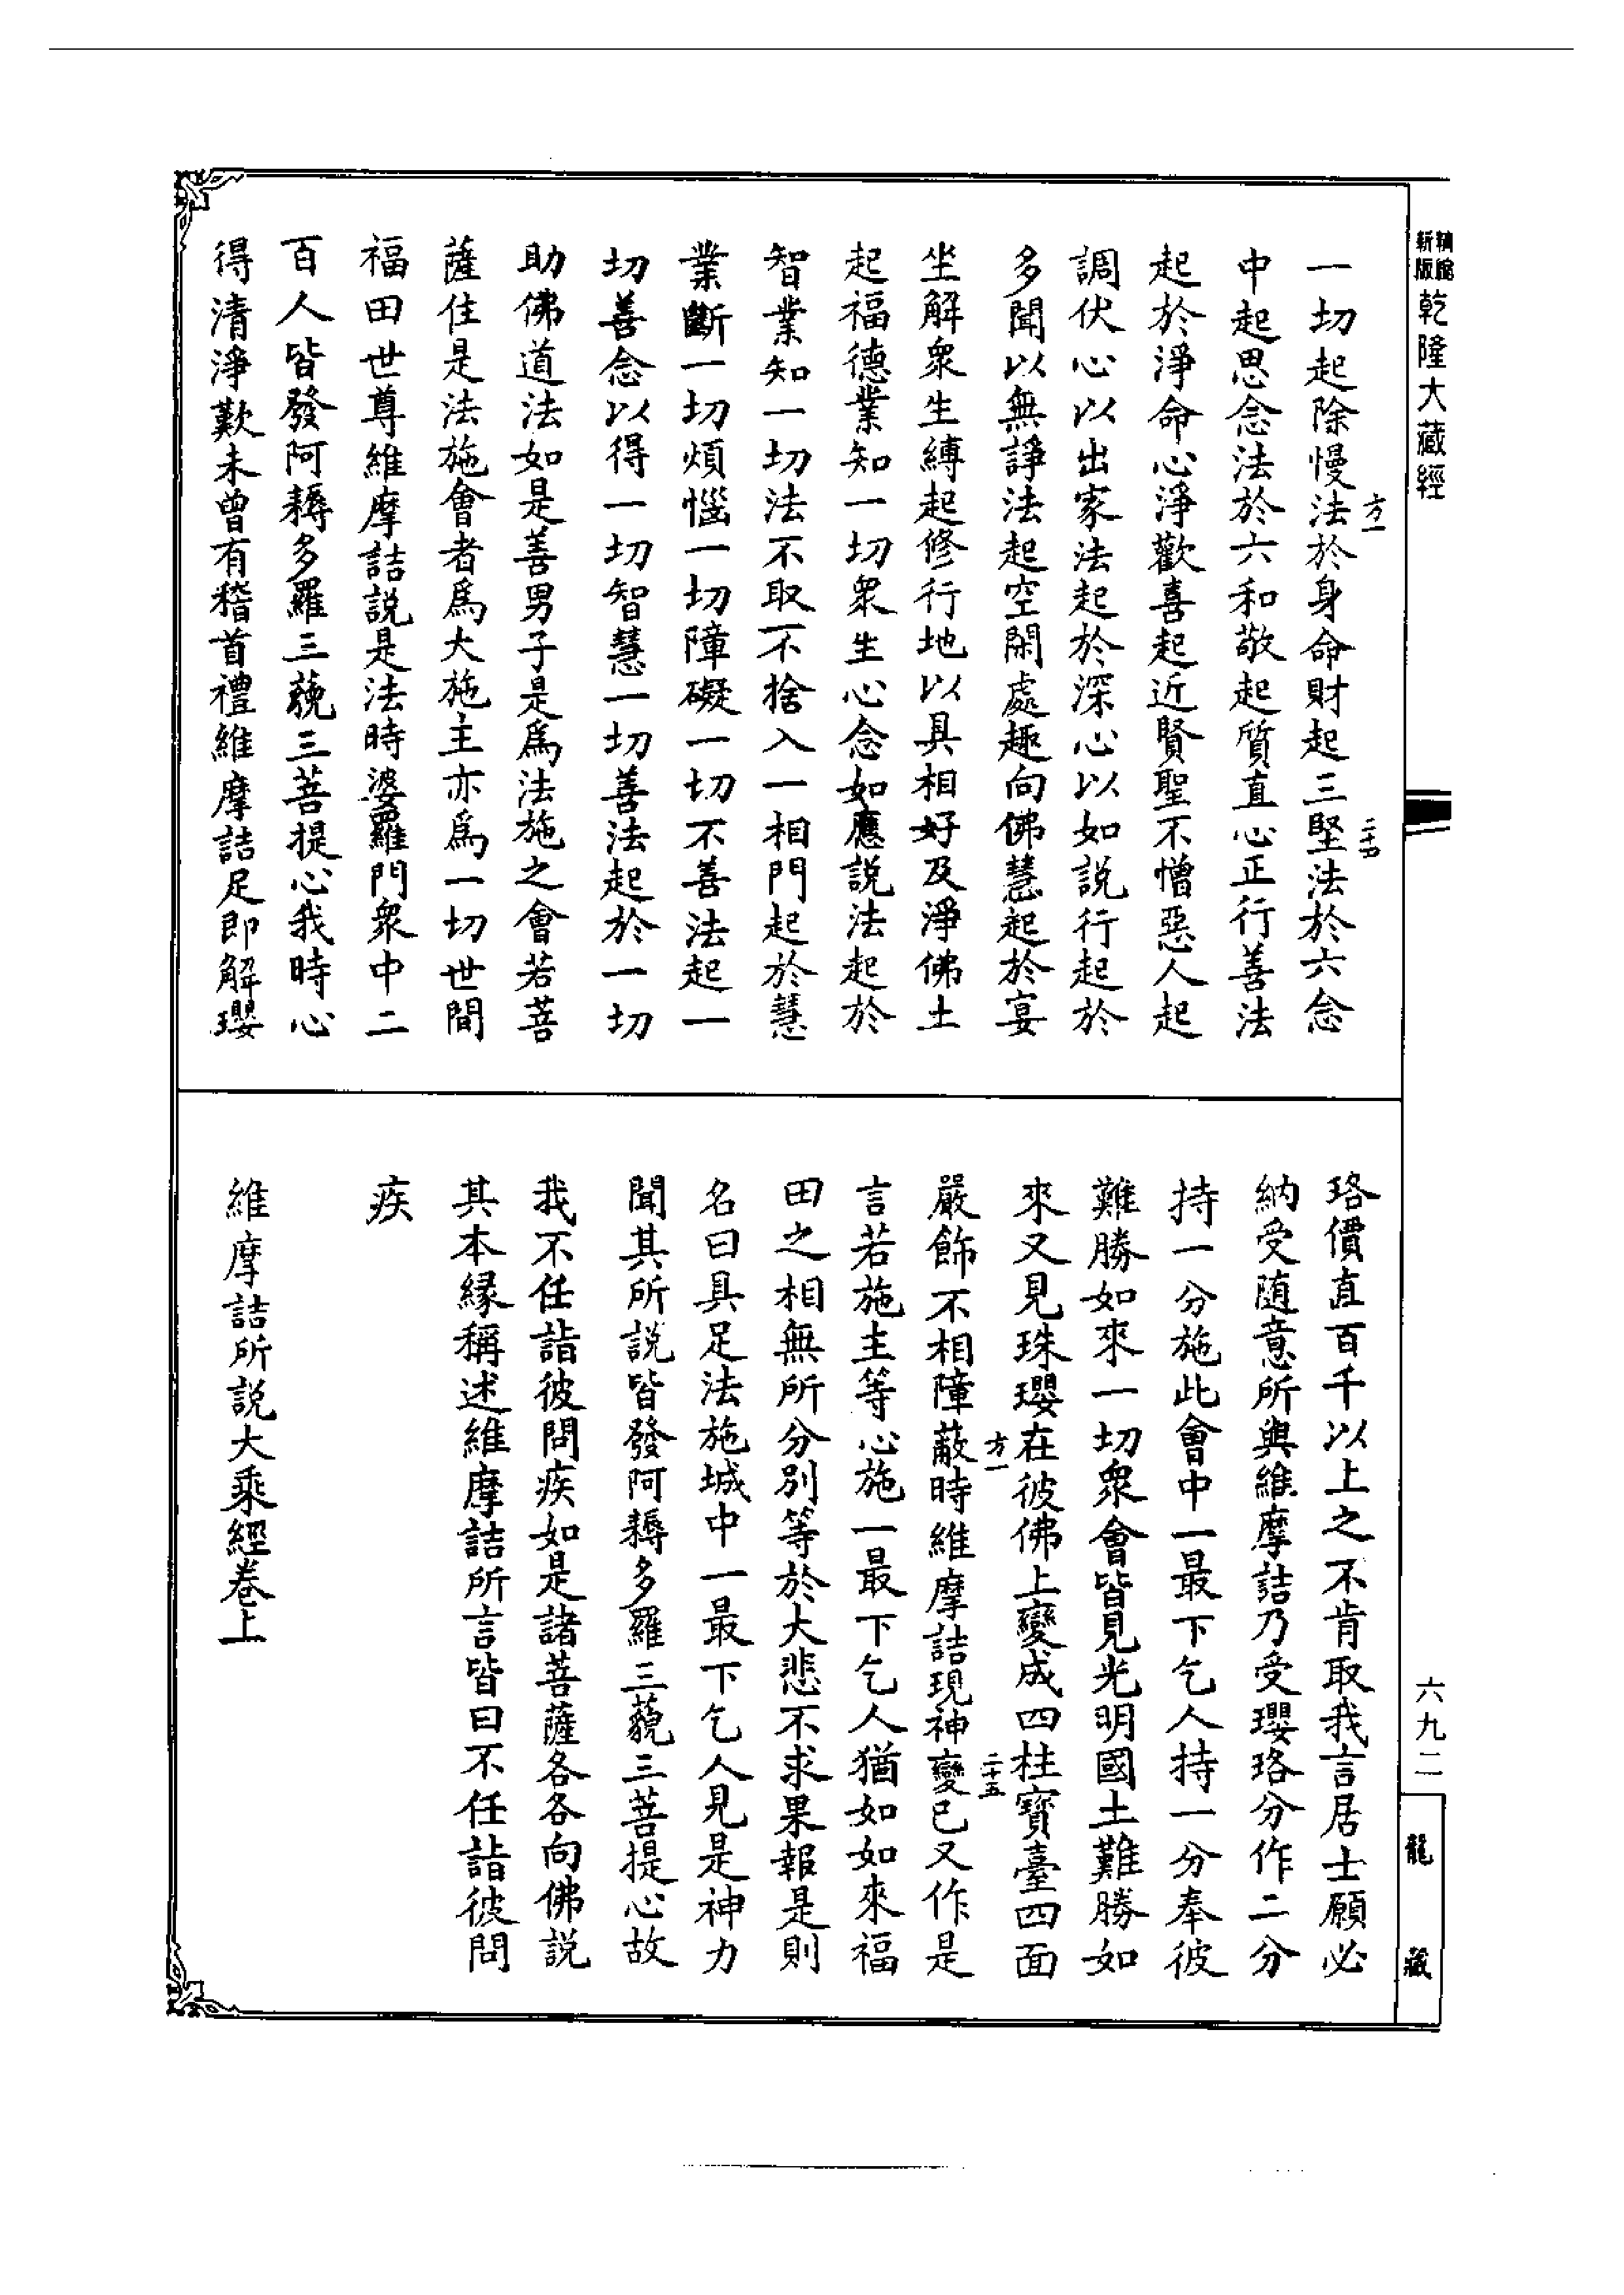 精縮
新版
乾隆大藏經
一切起除慢法於身命財起三堅法於六念
方一
二十四
中起思念法於六和敬起質直心正行善法
起於淨命心淨歡喜起近賢聖不憎惡人起
調伏心以出家法起於深心以如說行起於
多聞以無諍法起空閑處趣向佛慧起於宴
坐解衆生縛起修行地以具相好及淨佛土
起福德業知一切衆生心念如應說法起於
智業知一切法不取不捨入一相門起於慧
業斷一切煩惱一切障礙一切不善法起一
切善念以得一切智慧一切善法起於一切
助佛道法如是善男子是爲法施之會若菩
薩住是法施會者爲大施主亦爲一切世間
福田世尊維摩詰説是法時婆羅門衆中二
百人皆發阿耨多羅三藐三菩提心我時心
得清淨歎未曾有稽首禮維摩詰足即解瓔
珞價直百千以上之不肯取我言居士願必
納受随意所與維摩詰乃受瓔珞分作二分
持一分施此會中一最下乞人持一分奉彼
難勝如來一切衆會皆見光明國土難勝如
來又見珠瓔在彼佛上變成四柱寶臺四面
方一
二十五
嚴飾不相障蔽時維摩詰現神變已又作是
言若施主等心施一最下乞人猶如如來福
田之相無所分别等於大悲不求果報是則
名曰具足法施城中一最下乞人見是神力
聞其所説皆發阿耨多羅三藐三菩提心故
我不任詣彼問疾如是諸菩薩各各向佛説
其本緣稱述維摩詰所言皆曰不任詣彼問
疾
維摩詰所説大乘經卷上
六九二
龍藏